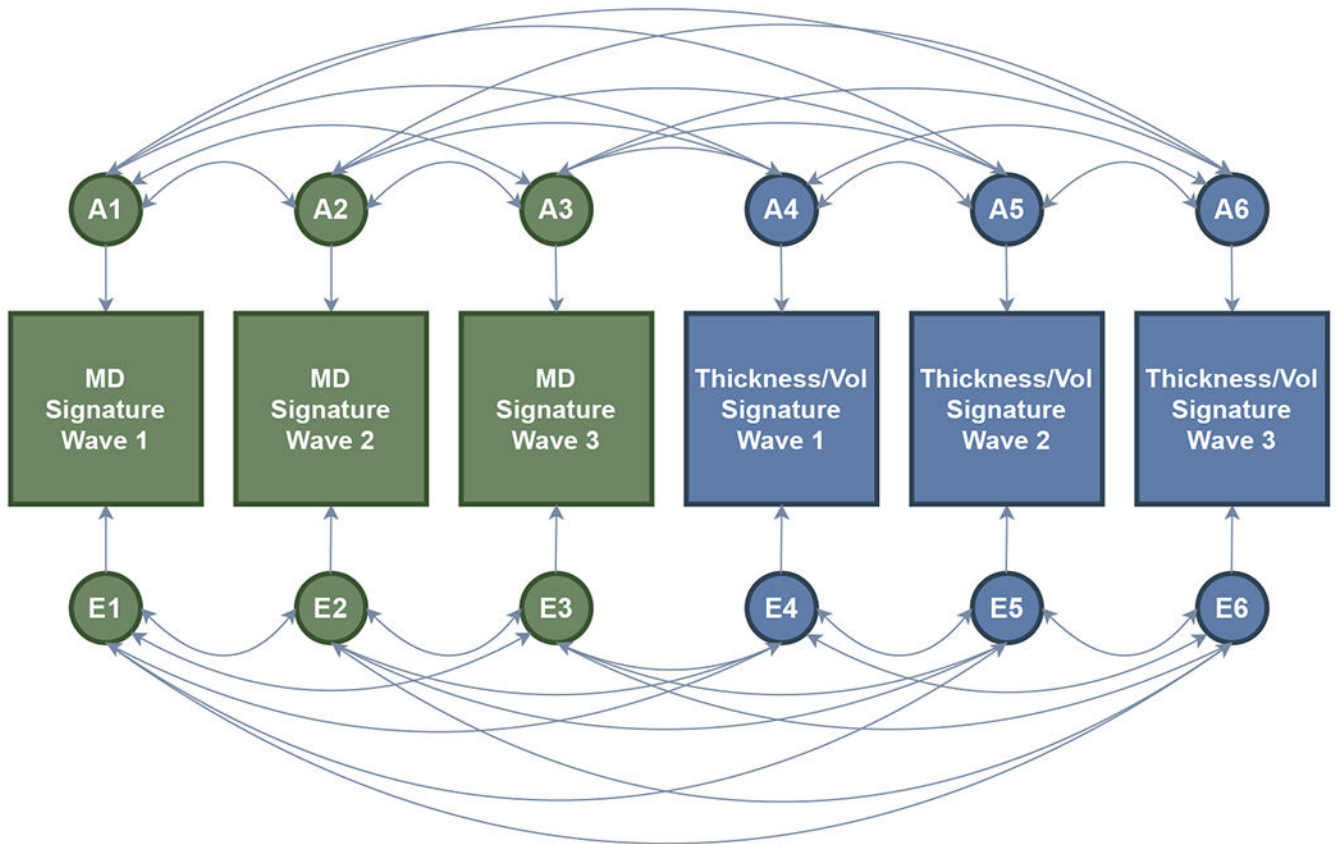 A1 A2 A3 A4 A5 A6
MD
Signature
Wave 1
MD
Signature
Wave 2
MD
Signature
Wave 3
Thickness/Vol
Signature
Wave 1
Thickness/Vol
Signature
Wave 2
Thickness/Vol
Signature
Wave 3
E1 E2 E3 E4 E5 E6